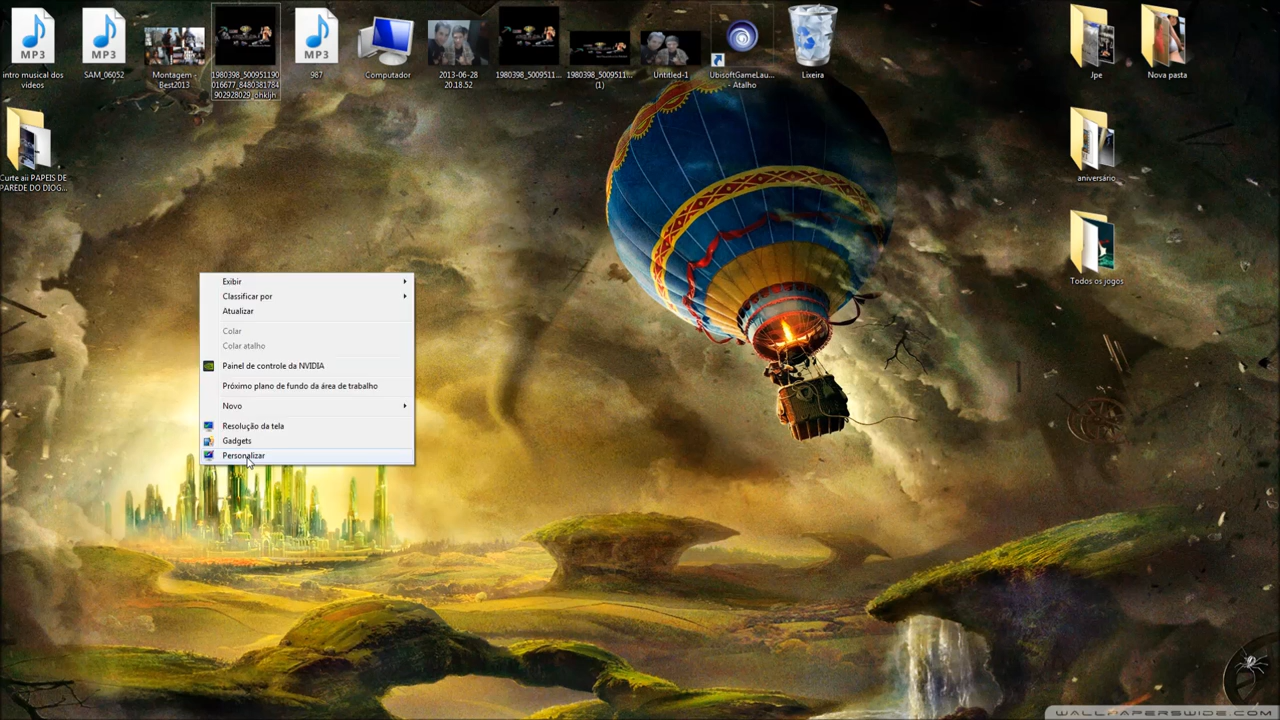 MP3
intro musical dos
videos
MP3
SAM_06052
Montagem -
Best2013
1980398_500951190
016677_8480381784
902928029_ohkljh
MP3
987
Computador
2013-06-28
20.18.52
1980398_5009511...
1980398_5009511...
(1)
Untitled-1
UbisoftGameLau...
- Atalho
Lixeira
Jpe
Nova pasta
Curte aii PAPEIS DE
PAREDE DO DIOG...
aniversário
Todos os jogos
Exibir
Classificar por
Atualizar
Colar
Colar atalho
Painel de controle da NVIDIA
Próximo plano de fundo da área de trabalho
Novo
Resolução da tela
Gadgets
Personalizar
WALLPAPERSWIDE.COM